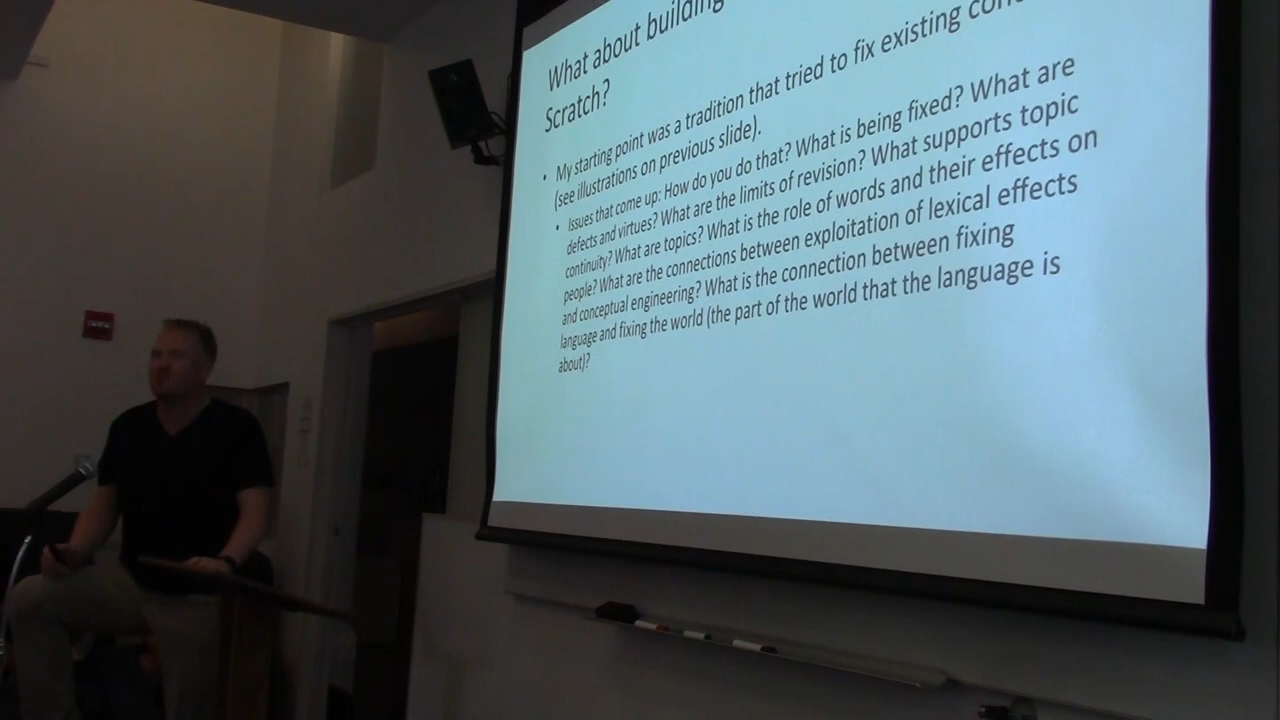 What about building
Scratch?
• My starting point was a tradition that tried to fix existing
(see illustrations on previous slide).
• Issues that come up: How do you do that? What is being fixed? What are
defects and virtues? What are the limits of revision? What supports topic
continuity? What are topics? What is the role of words and their effects on
people? What are the connections between exploitation of lexical effects
and conceptual engineering? What is the connection between fixing
language and fixing the world (the part of the world that the language is
about)?